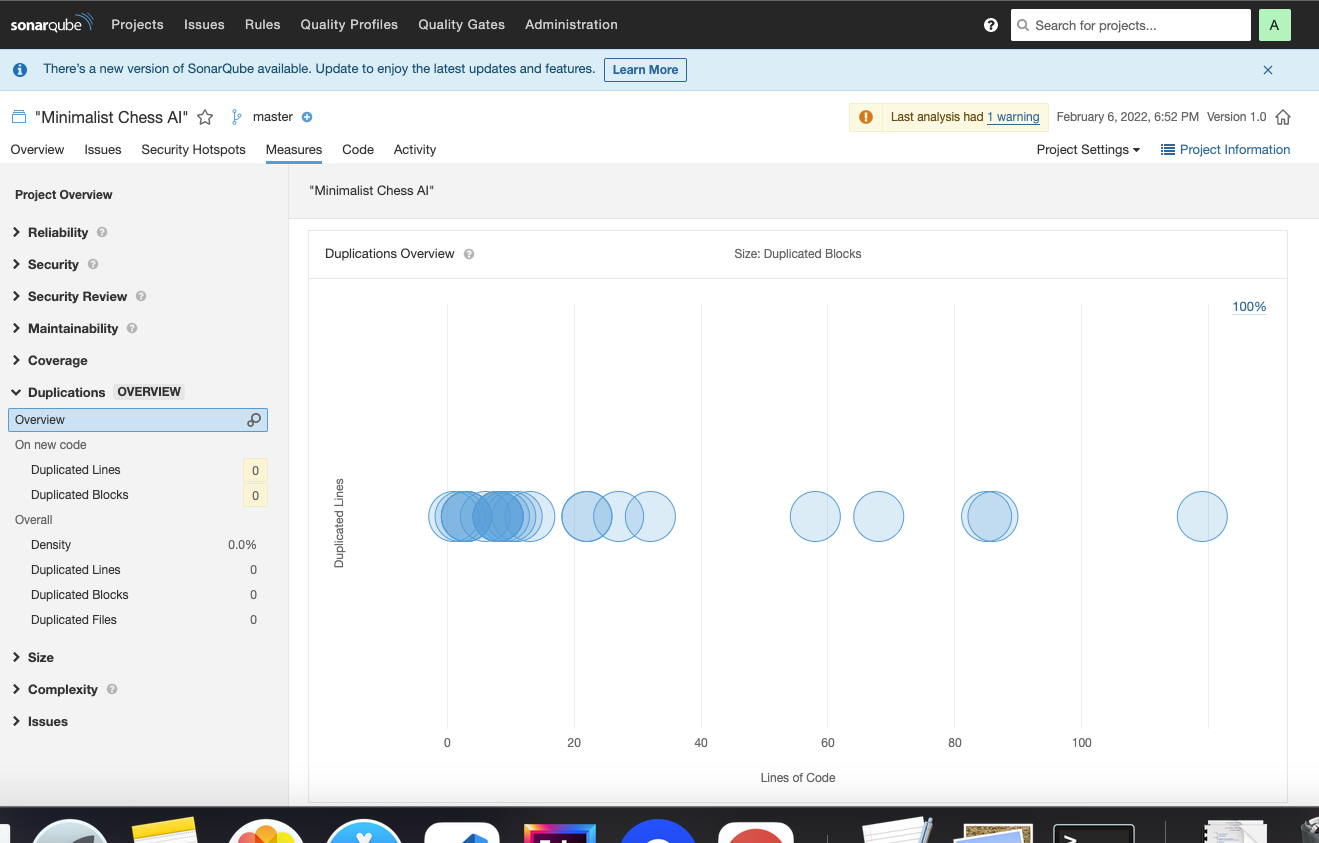 sonarqube Projects Issues Rules Quality Profiles Quality Gates Administration ? Search for projects... A
There's a new version of SonarQube available. Update to enjoy the latest updates and features. Learn More
"Minimalist Chess AI" master Last analysis had 1 warning February 6, 2022, 6:52 PM Version 1.0
Overview Issues Security Hotspots Measures Code Activity Project Settings Project Information
Project Overview
Reliability ?
Security ?
Security Review ?
Maintainability ?
Coverage
Duplications OVERVIEW
Overview
On new code
Duplicated Lines 0
Duplicated Blocks 0
Overall
Density 0.0%
Duplicated Lines 0
Duplicated Blocks 0
Duplicated Files 0
Size
Complexity ?
Issues
"Minimalist Chess AI"
Duplications Overview ? Size: Duplicated Blocks
100%
Duplicated Lines
0 20 40 60 80 100
Lines of Code